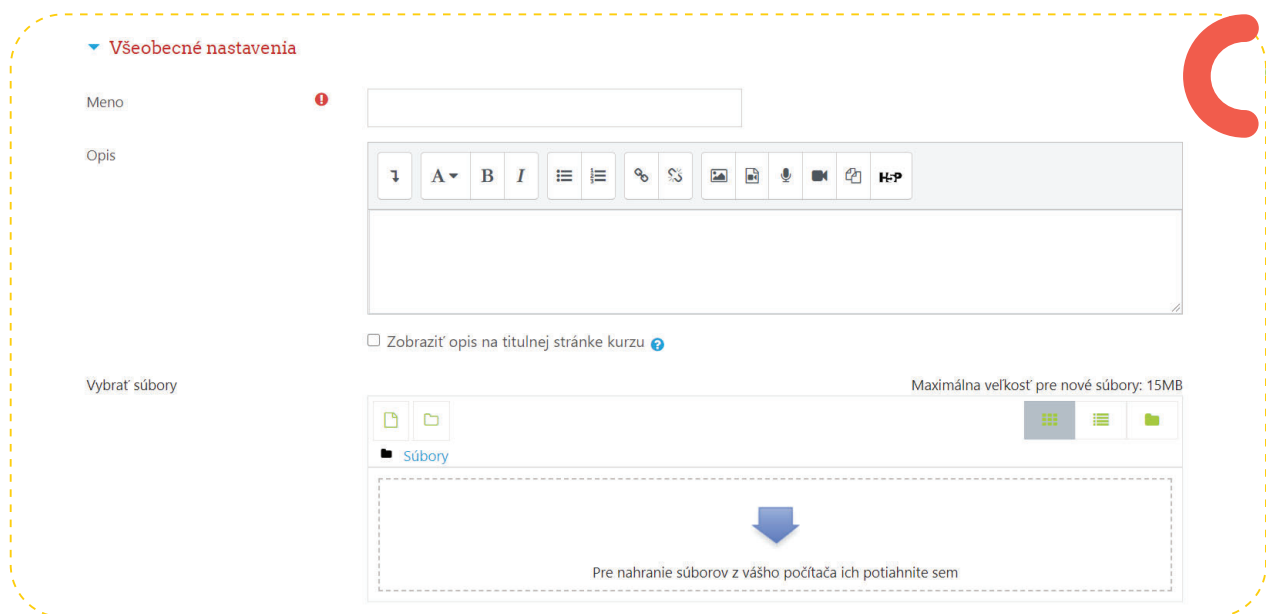 Všeobecné nastavenia
Meno
Opis
A B I H5P
Zobraziť opis na titulnej stránke kurzu
Vybrať súbory Maximálna veľkosť pre nové súbory: 15MB
Súbory
Pre nahranie súborov z vášho počítača ich potiahnite sem